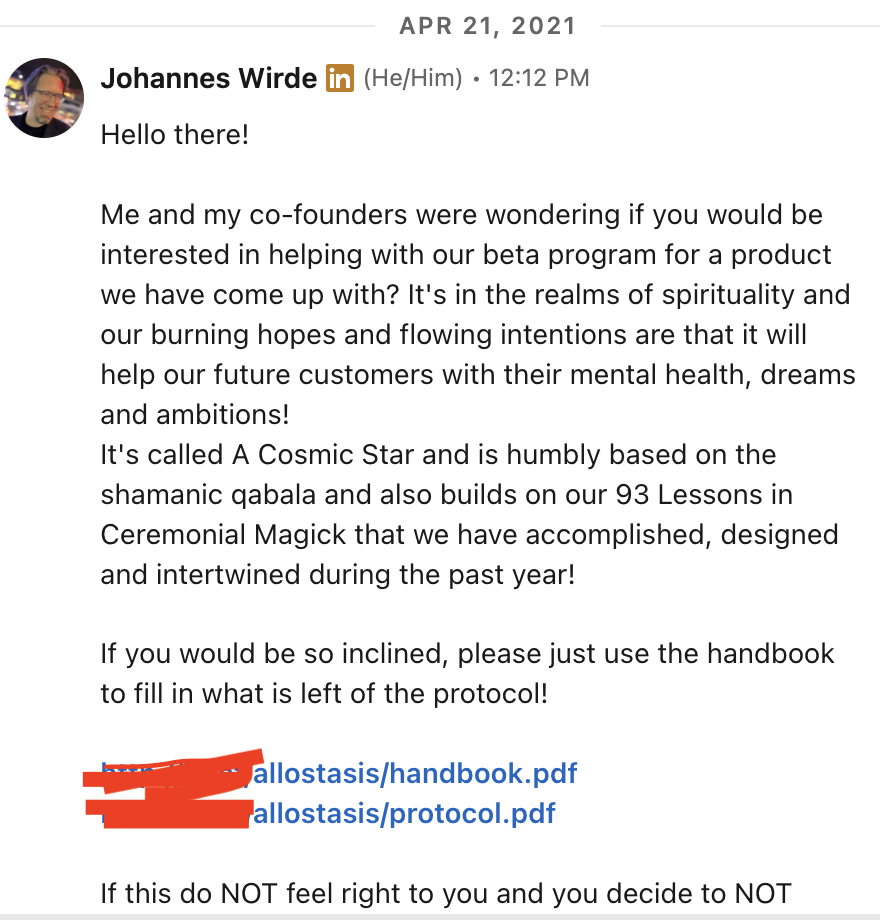 APR 21, 2021
Johannes Wirde in (He/Him) • 12:12 PM
Hello there!
Me and my co-founders were wondering if you would be
interested in helping with our beta program for a product
we have come up with? It's in the realms of spirituality and
our burning hopes and flowing intentions are that it will
help our future customers with their mental health, dreams
and ambitions!
It's called A Cosmic Star and is humbly based on the
shamanic qabala and also builds on our 93 Lessons in
Ceremonial Magick that we have accomplished, designed
and intertwined during the past year!
If you would be so inclined, please just use the handbook
to fill in what is left of the protocol!
/allostasis/handbook.pdf
allostasis/protocol.pdf
If this do NOT feel right to you and you decide to NOT